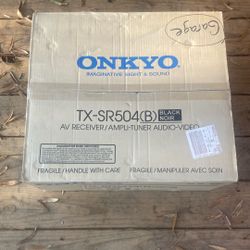 Garage
ONKYO
IMAGINATIVE SIGHT & SOUND
TX-SR504(B) BLACK NOIR
AV RECEIVER/AMPLI-TUNER AUDIO-VIDEO
FRAGILE/HANDLE WITH CARE FRAGILE/MANIPULER AVEC SOIN